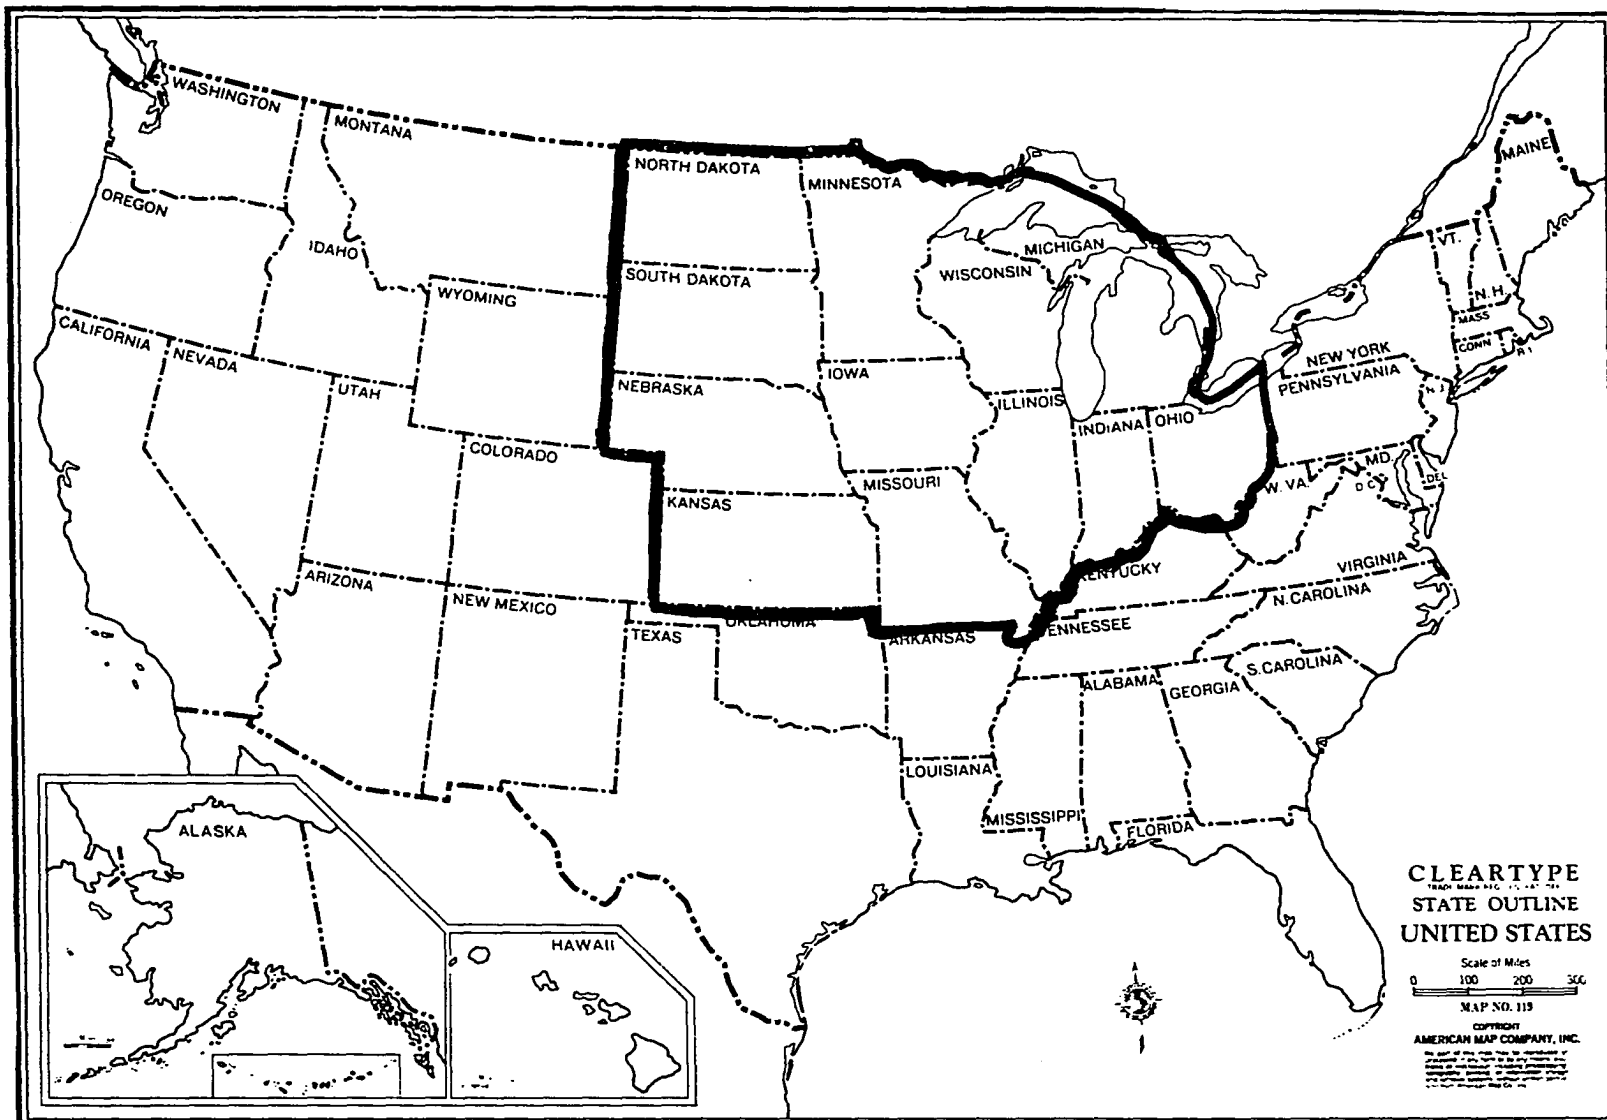 WASHINGTON
MONTANA
NORTH DAKOTA
MINNESOTA
MAINE
OREGON
IDAHO
VT.
MICHIGAN
WISCONSIN
SOUTH DAKOTA
WYOMING
N.H.
MASS
CALIFORNIA
NEVADA
CONN
R I
NEW YORK
PENNSYLVANIA
N J
UTAH
NEBRASKA
IOWA
ILLINOIS
INDIANA
OHIO
COLORADO
MD.
W. VA.
D C
DEL
MISSOURI
KANSAS
VIRGINIA
KENTUCKY
ARIZONA
NEW MEXICO
N. CAROLINA
OKLAHOMA
TEXAS
ARKANSAS
TENNESSEE
S. CAROLINA
ALABAMA
GEORGIA
LOUISIANA
MISSISSIPPI
FLORIDA
ALASKA
HAWAII
CLEARTYPE
STATE OUTLINE
UNITED STATES
Scale of Miles
0 100 200 300
MAP NO. 119
COPYRIGHT
AMERICAN MAP COMPANY, INC.